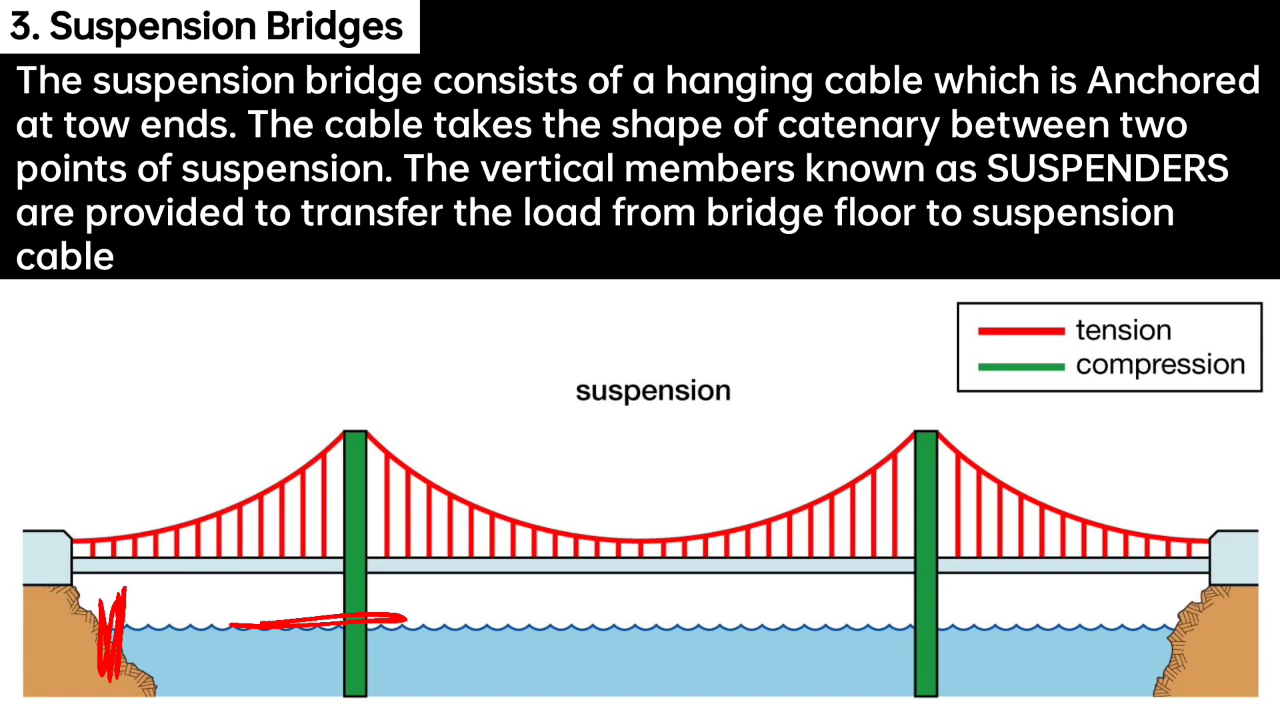 3. Suspension Bridges
The suspension bridge consists of a hanging cable which is Anchored
at tow ends. The cable takes the shape of catenary between two
points of suspension. The vertical members known as SUSPENDERS
are provided to transfer the load from bridge floor to suspension
cable
tension
compression
suspension